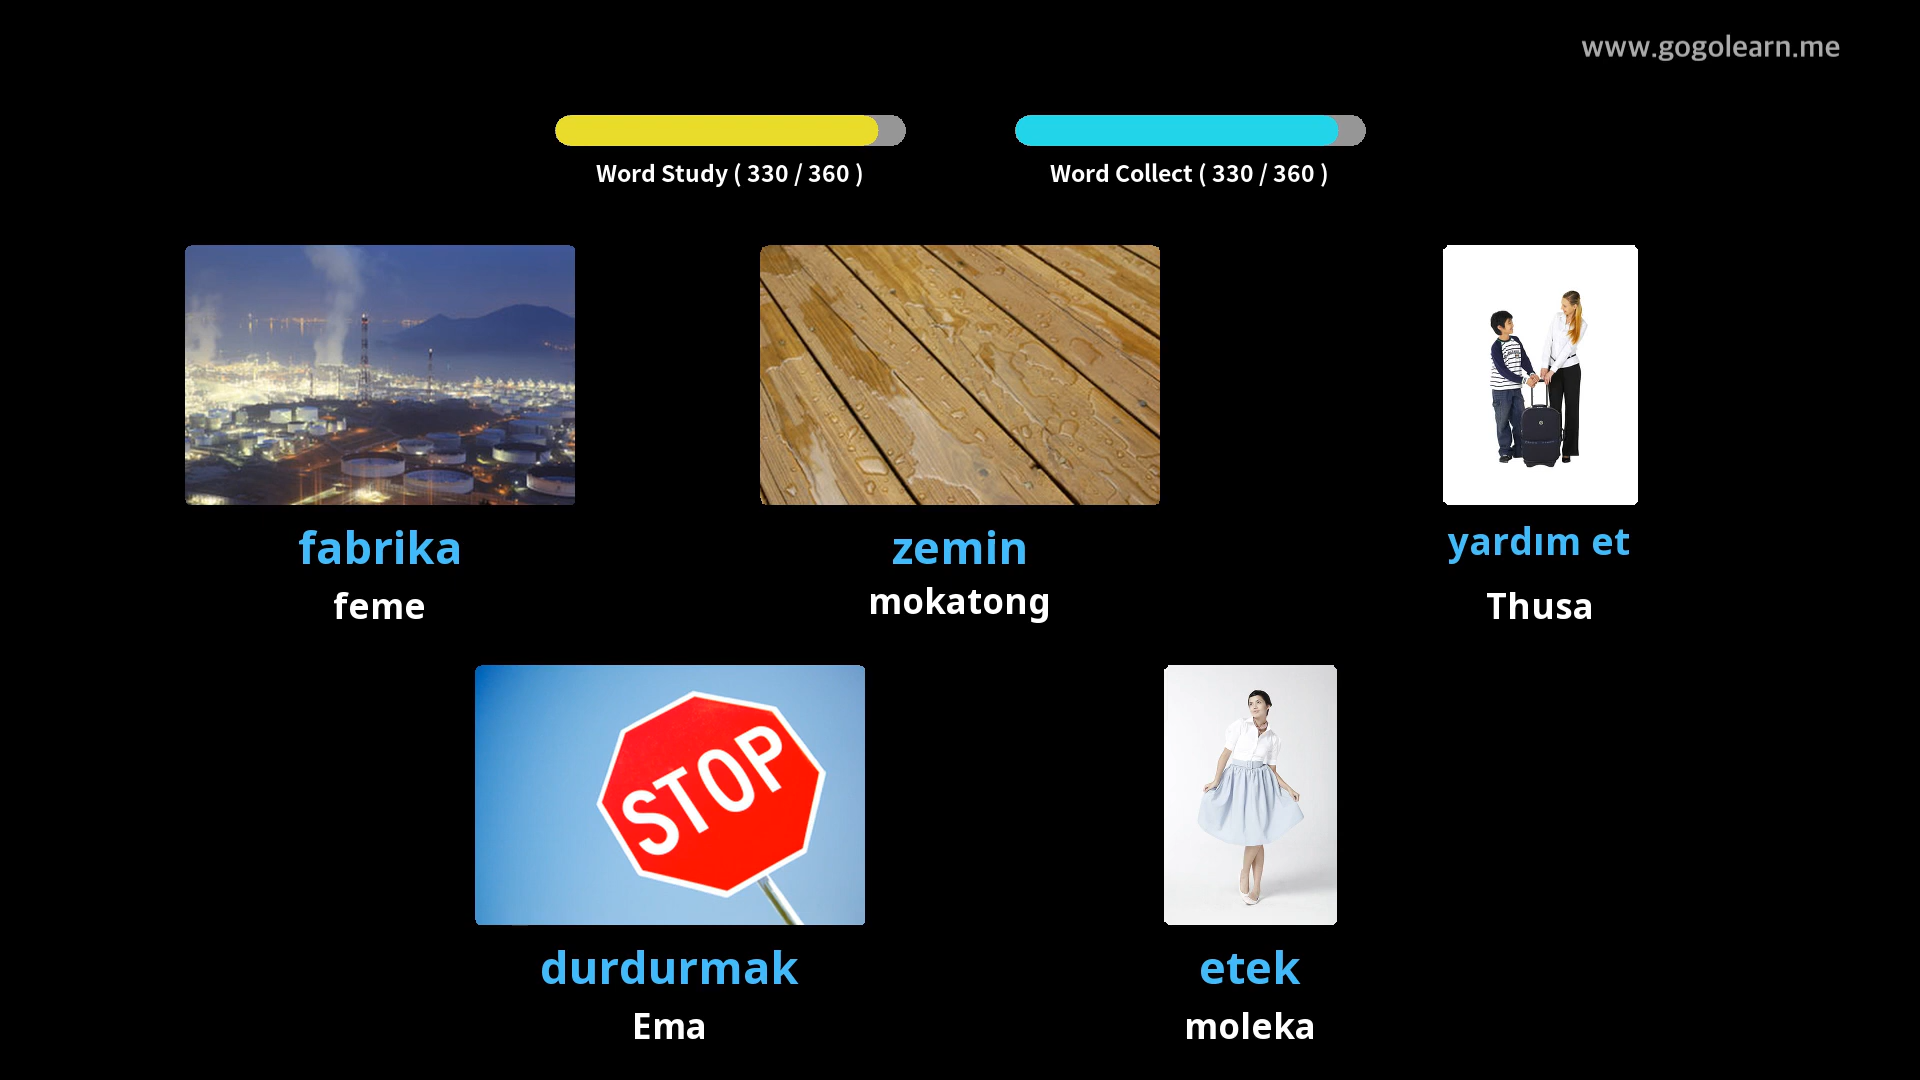 www.gogolearn.me
Word Study ( 330 / 360 )
Word Collect ( 330 / 360 )
fabrika
feme
zemin
mokatong
yardım et
Thusa
STOP
durdurmak
Ema
etek
moleka